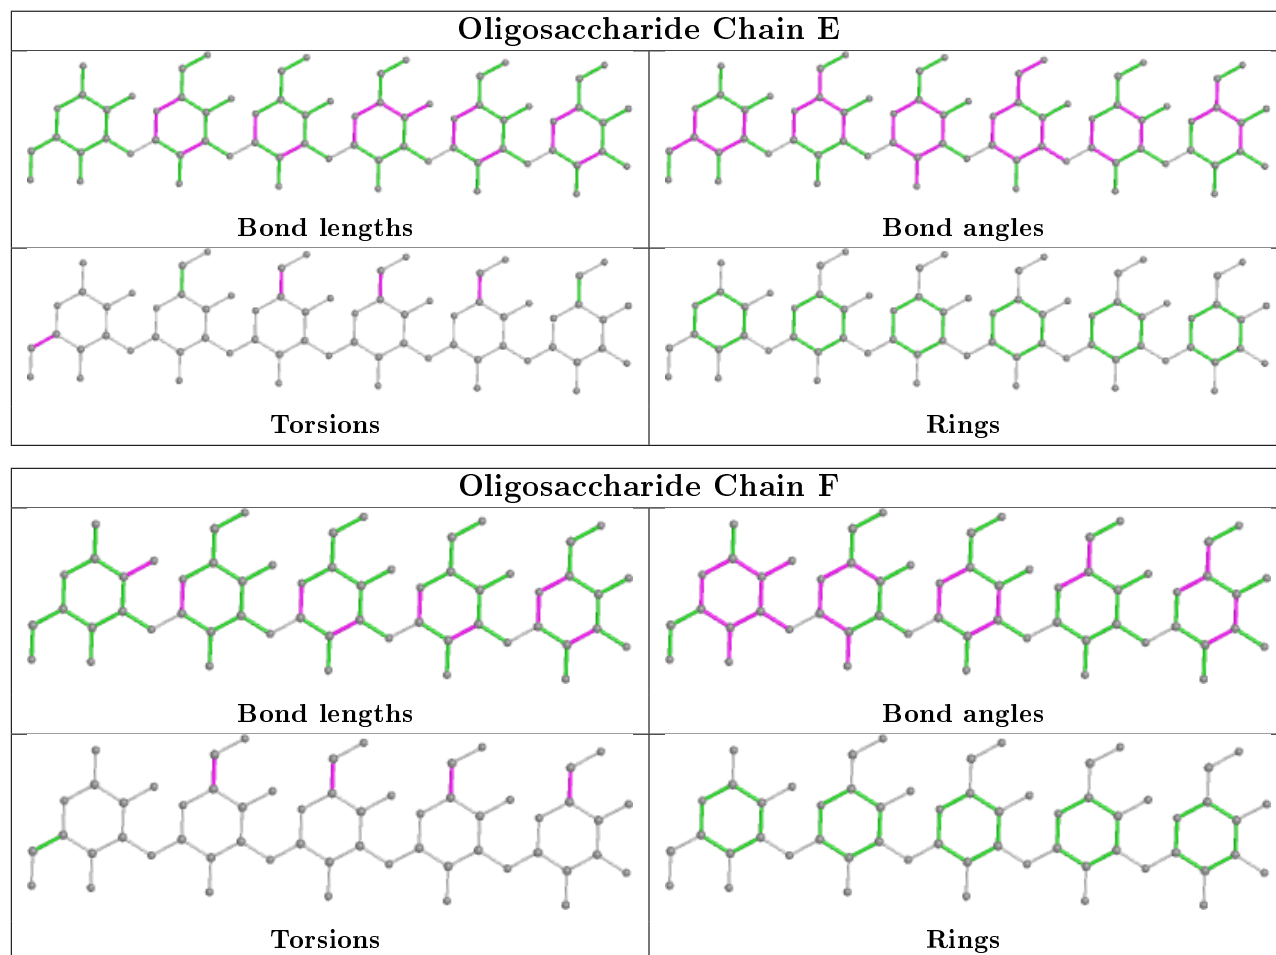 Oligosaccharide Chain E
Bond lengths
Bond angles
Torsions
Rings
Oligosaccharide Chain F
Bond lengths
Bond angles
Torsions
Rings